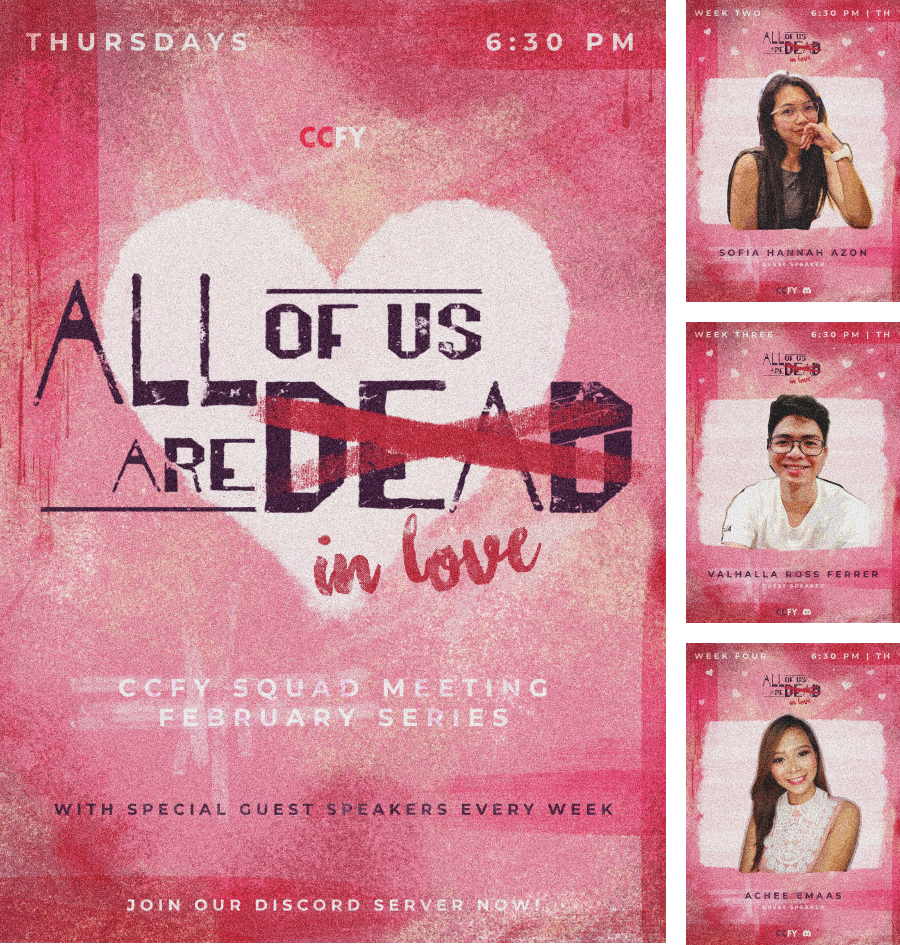 THURSDAYS
6:30 PM
CCFY
ALL OF US
ARE DEAD
in love
CCFY SQUAD MEETING
FEBRUARY SERIES
WITH SPECIAL GUEST SPEAKERS EVERY WEEK
JOIN OUR DISCORD SERVER NOW!
WEEK TWO
6:30 PM | TH
ALL OF US
ARE DEAD
in love
SOFIA HANNAH AZON
GUEST SPEAKER
CCFY
WEEK THREE
6:30 PM | TH
ALL OF US
ARE DEAD
in love
VALHALLA ROSS FERRER
GUEST SPEAKER
CCFY
WEEK FOUR
6:30 PM | TH
ALL OF US
ARE DEAD
in love
ACHEE EMAAS
GUEST SPEAKER
CCFY